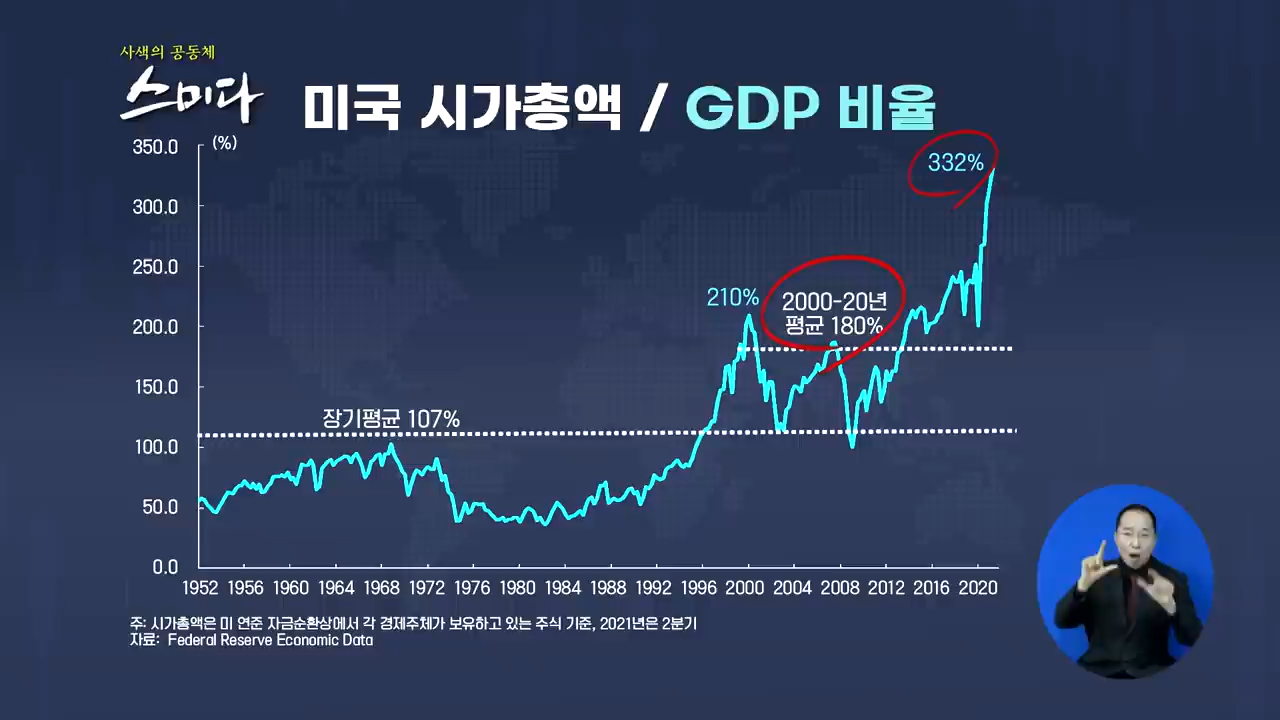 사색의 공동체
스미다
미국 시가총액 / GDP 비율
(%)
350.0
300.0
250.0
200.0
150.0
100.0
50.0
0.0
332%
210%
2000-20년
평균 180%
장기평균 107%
1952 1956 1960 1964 1968 1972 1976 1980 1984 1988 1992 1996 2000 2004 2008 2012 2016 2020
주: 시가총액은 미 연준 자금순환상에서 각 경제주체가 보유하고 있는 주식 기준, 2021년은 2분기
자료: Federal Reserve Economic Data